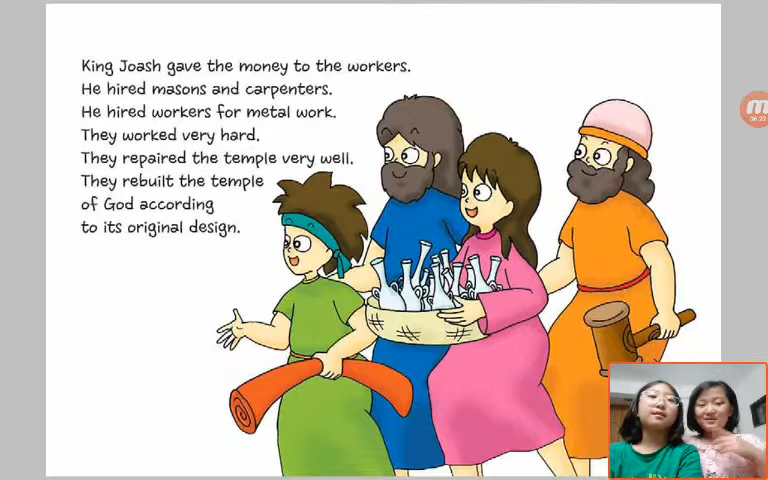 King Joash gave the money to the workers.
He hired masons and carpenters.
He hired workers for metal work.
They worked very hard.
They repaired the temple very well.
They rebuilt the temple
of God according
to its original design.
06:22